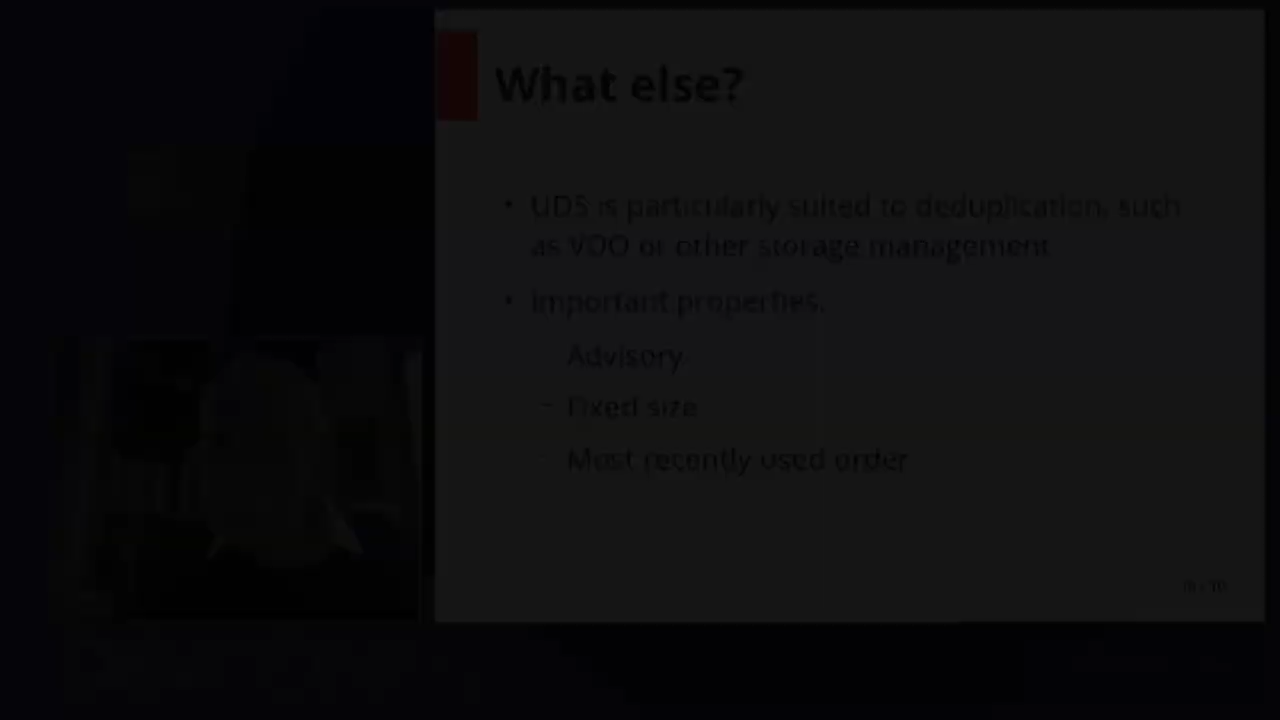 What else?
• UDS is particularly suited to deduplication, such
as VDO or other storage management
• Important properties:
Advisory
– Fixed size
– Most recently used order